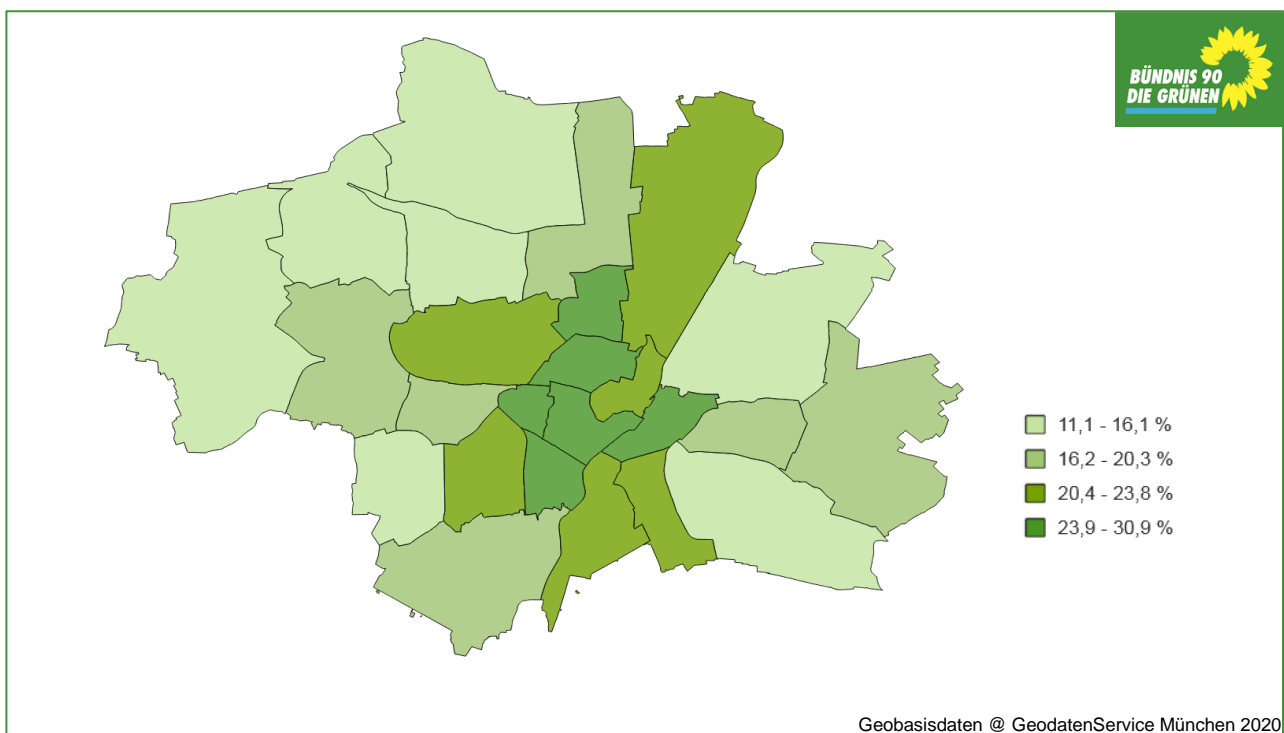 BÜNDNIS 90
DIE GRÜNEN
11,1 - 16,1 %
16,2 - 20,3 %
20,4 - 23,8 %
23,9 - 30,9 %
Geobasisdaten @ GeodatenService München 2020